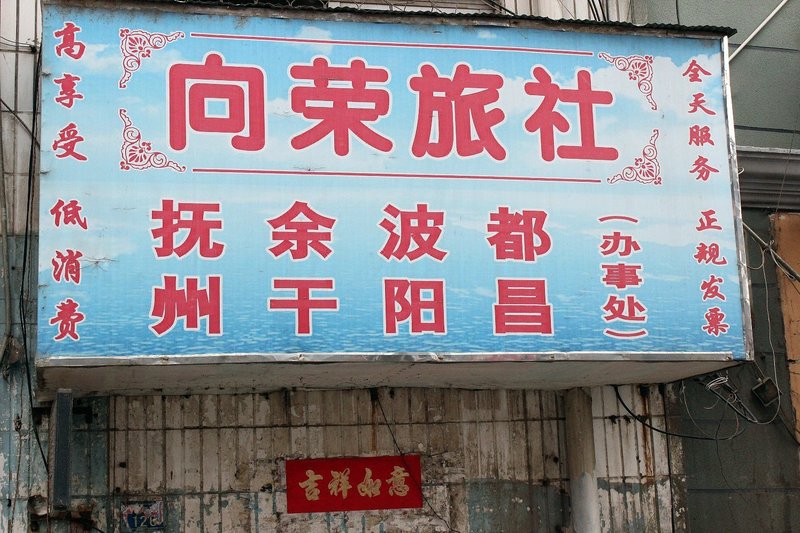 向荣旅社
高享受 低消费
全天服务 正规发票
抚州 余干 波阳 都昌 (办事处)
吉祥如意
120